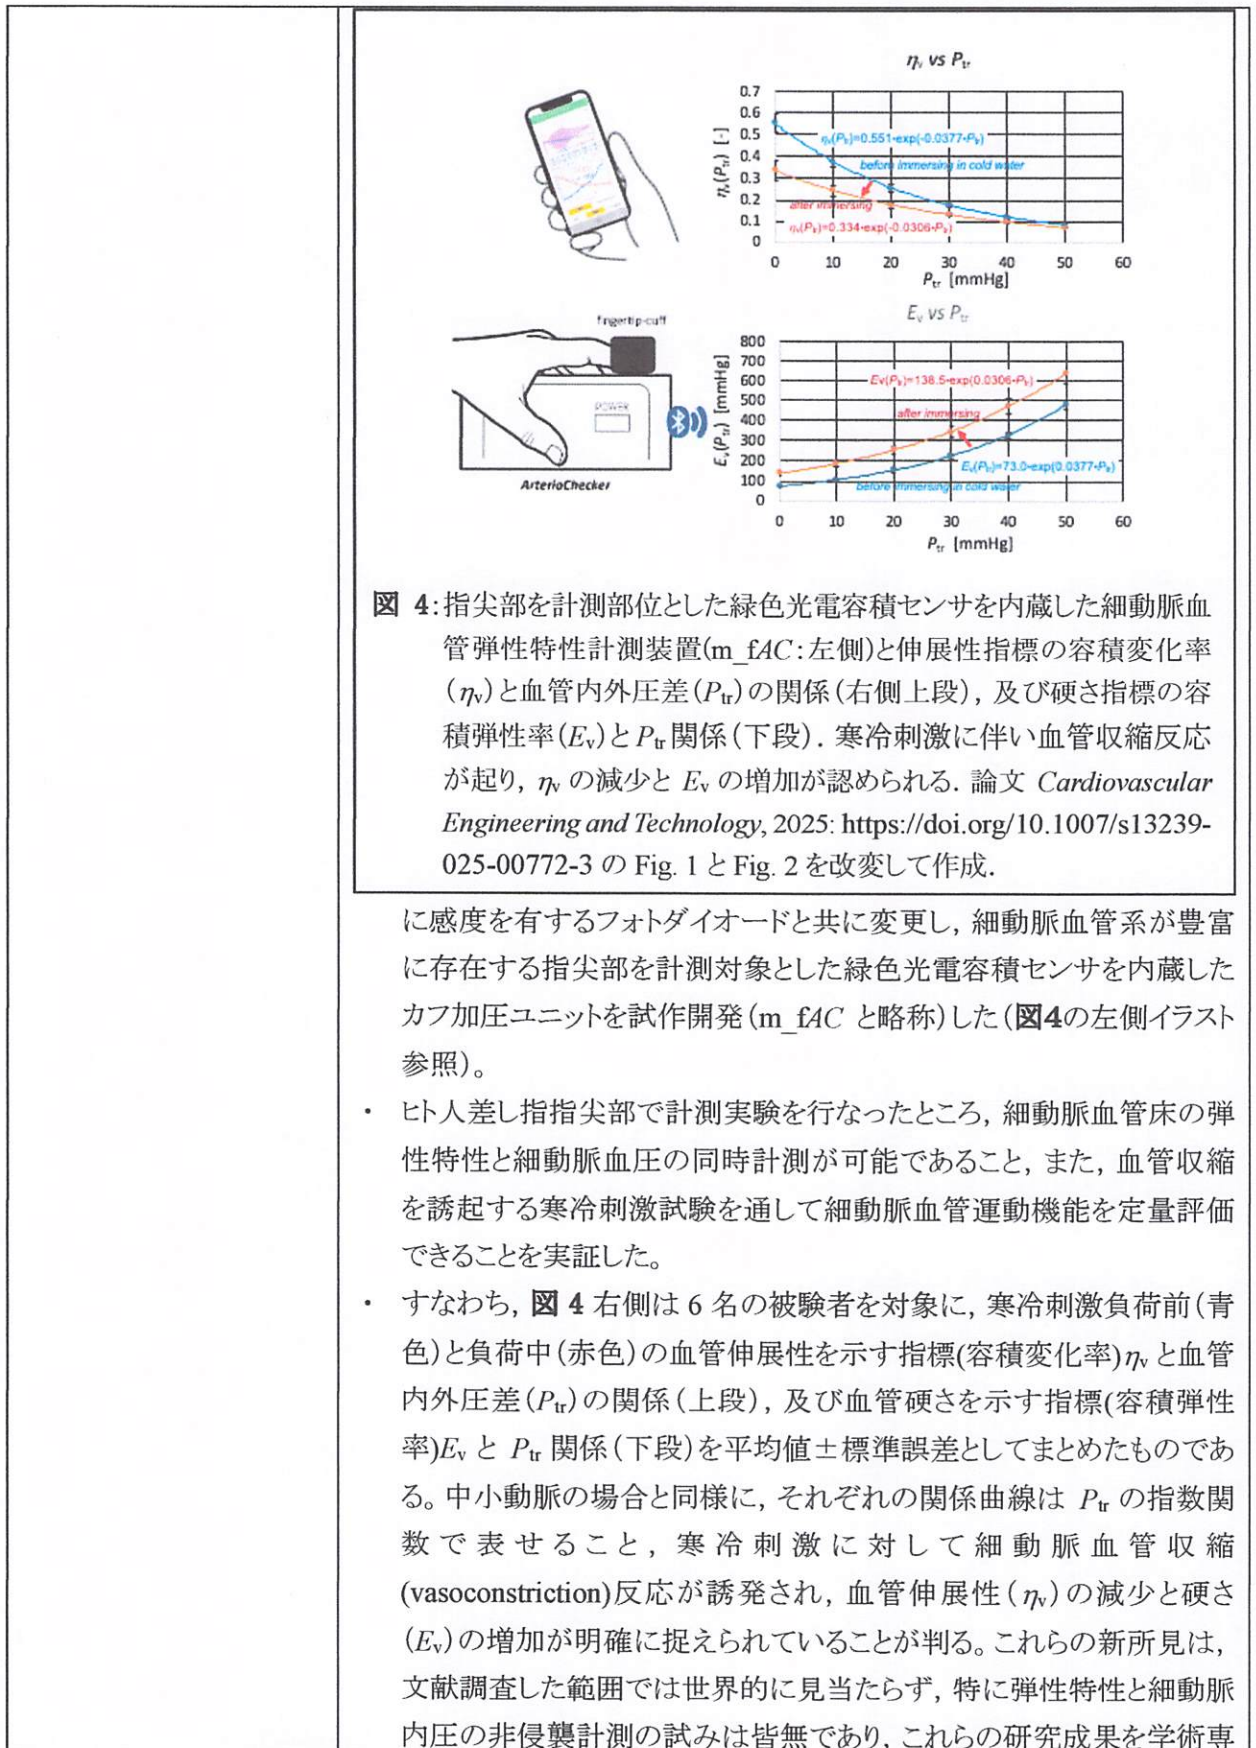 ηv vs Ptr
0.7
0.6
0.5
0.4
0.3
0.2
0.1
0
ηv(Ptr) [-]
ηv(Ptr)=0.551•exp(-0.0377•Ptr)
before immersing in cold water
after immersing
ηv(Ptr)=0.334•exp(-0.0306•Ptr)
0 10 20 30 40 50 60
Ptr [mmHg]
fingertip-cuff
POWER
ArterioChecker
Ev vs Ptr
800
700
600
500
400
300
200
100
0
Ev(Ptr) [mmHg]
Ev(Ptr)=138.5•exp(0.0306•Ptr)
after immersing
Ev(Ptr)=73.0•exp(0.0377•Ptr)
before immersing in cold water
0 10 20 30 40 50 60
Ptr [mmHg]
図 4:指尖部を計測部位とした緑色光電容積センサを内蔵した細動脈血
管弾性特性計測装置(m_fAC:左側)と伸展性指標の容積変化率
(ηv)と血管内外圧差(Ptr)の関係(右側上段), 及び硬さ指標の容
積弾性率(Ev)とPtr関係(下段). 寒冷刺激に伴い血管収縮反応
が起り, ηv の減少と Ev の増加が認められる. 論文 Cardiovascular
Engineering and Technology, 2025: https://doi.org/10.1007/s13239-
025-00772-3 の Fig. 1 と Fig. 2 を改変して作成.
に感度を有するフォトダイオードと共に変更し, 細動脈血管系が豊富
に存在する指尖部を計測対象とした緑色光電容積センサを内蔵した
カフ加圧ユニットを試作開発(m_fAC と略称)した(図4の左側イラスト
参照)。
・ ヒト人差し指指尖部で計測実験を行なったところ, 細動脈血管床の弾
性特性と細動脈血圧の同時計測が可能であること, また, 血管収縮
を誘起する寒冷刺激試験を通して細動脈血管運動機能を定量評価
できることを実証した。
・ すなわち, 図 4 右側は 6 名の被験者を対象に, 寒冷刺激負荷前(青
色)と負荷中(赤色)の血管伸展性を示す指標(容積変化率)ηv と血管
内外圧差(Ptr)の関係(上段), 及び血管硬さを示す指標(容積弾性
率)Ev と Ptr 関係(下段)を平均値±標準誤差としてまとめたものであ
る。中小動脈の場合と同様に, それぞれの関係曲線は Ptr の指数関
数で表せること, 寒冷刺激に対して細動脈血管収縮
(vasoconstriction)反応が誘発され, 血管伸展性(ηv)の減少と硬さ
(Ev)の増加が明確に捉えられていることが判る。これらの新所見は,
文献調査した範囲では世界的に見当たらず, 特に弾性特性と細動脈
内圧の非侵襲計測の試みは皆無であり, これらの研究成果を学術専